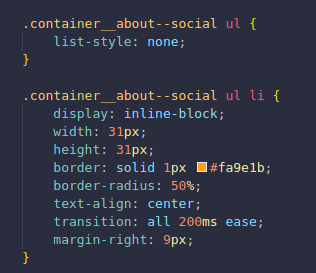 .container__about--social ul {
    list-style: none;
}

.container__about--social ul li {
    display: inline-block;
    width: 31px;
    height: 31px;
    border: solid 1px #fa9e1b;
    border-radius: 50%;
    text-align: center;
    transition: all 200ms ease;
    margin-right: 9px;
}